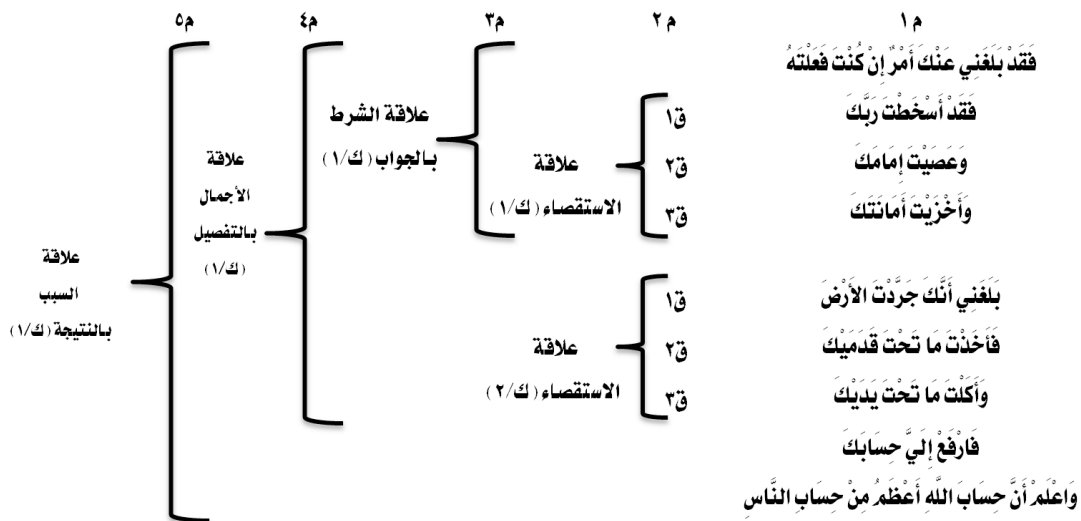 م١ م٢ م٣ م٤ م٥
فَقَدْ بَلَغَنِي عَنْكَ أَمْرٌ إِنْ كُنْتَ فَعَلْتَهُ
فَقَدْ أَسْخَطْتَ رَبَّكَ
وَعَصَيْتَ إِمَامَكَ
وَأَخْزَيْتَ أَمَانَتَكَ
بَلَغَنِي أَنَّكَ جَرَّدْتَ الأَرْضَ
فَأَخَذْتَ مَا تَحْتَ قَدَمَيْكَ
وَأَكَلْتَ مَا تَحْتَ يَدَيْكَ
فَارْفَعْ إِلَيَّ حِسَابَكَ
وَاعْلَمْ أَنَّ حِسَابَ اللَّهِ أَعْظَمُ مِنْ حِسَابِ النَّاسِ
ق١
ق٢
ق٣
ق١
ق٢
ق٣
علاقة
الاستقصاء (ك/١)
علاقة
الاستقصاء (ك/٢)
علاقة الشرط
بالجواب (ك/١)
علاقة
الأجمال
بالتفصيل
(ك/١)
علاقة
السبب
بالنتيجة (ك/١)